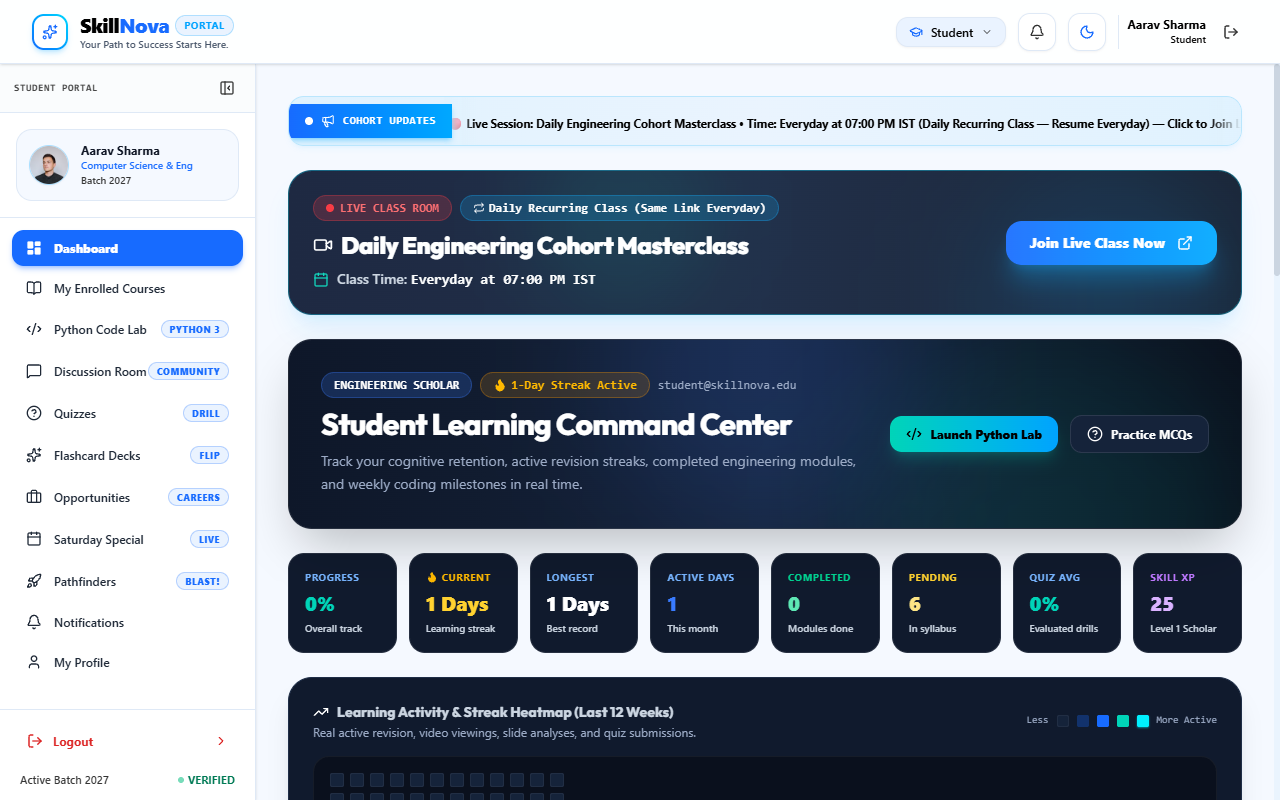 SkillNova PORTAL
Your Path to Success Starts Here.
Student
Aarav Sharma
Student
STUDENT PORTAL
Aarav Sharma
Computer Science & Eng
Batch 2027
Dashboard
My Enrolled Courses
Python Code Lab PYTHON 3
Discussion Room COMMUNITY
Quizzes DRILL
Flashcard Decks FLIP
Opportunities CAREERS
Saturday Special LIVE
Pathfinders BLAST!
Notifications
My Profile
Logout
Active Batch 2027 VERIFIED
COHORT UPDATES Live Session: Daily Engineering Cohort Masterclass • Time: Everyday at 07:00 PM IST (Daily Recurring Class — Resume Everyday) — Click to Join
LIVE CLASS ROOM Daily Recurring Class (Same Link Everyday)
Daily Engineering Cohort Masterclass
Class Time: Everyday at 07:00 PM IST
Join Live Class Now
ENGINEERING SCHOLAR 1-Day Streak Active student@skillnova.edu
Student Learning Command Center
Track your cognitive retention, active revision streaks, completed engineering modules,
and weekly coding milestones in real time.
Launch Python Lab Practice MCQs
PROGRESS
0%
Overall track
CURRENT
1 Days
Learning streak
LONGEST
1 Days
Best record
ACTIVE DAYS
1
This month
COMPLETED
0
Modules done
PENDING
6
In syllabus
QUIZ AVG
0%
Evaluated drills
SKILL XP
25
Level 1 Scholar
Learning Activity & Streak Heatmap (Last 12 Weeks)
Real active revision, video viewings, slide analyses, and quiz submissions.
Less More Active